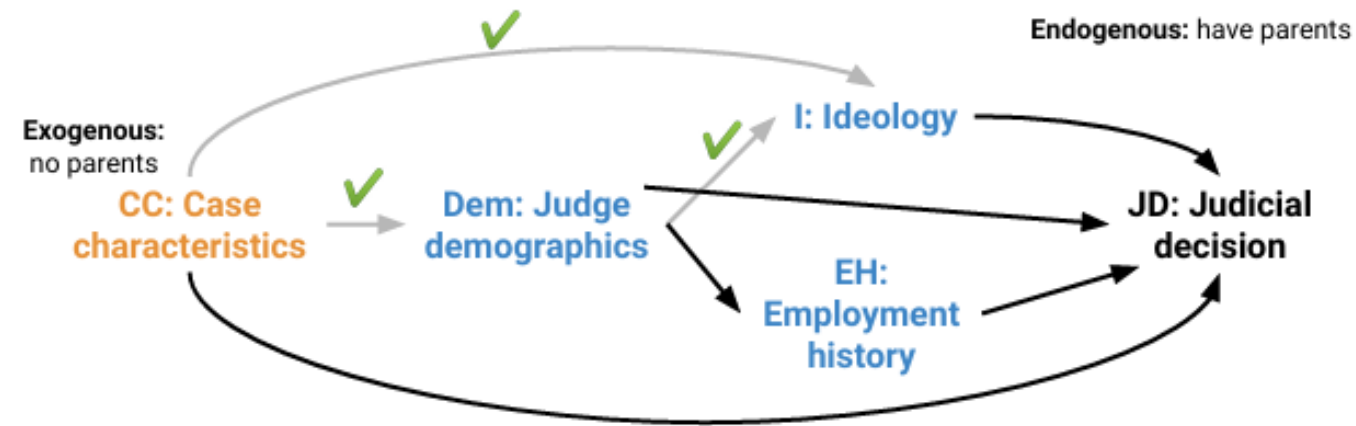 Endogenous: have parents
I: Ideology
Exogenous:
no parents
CC: Case
characteristics
Dem: Judge
demographics
JD: Judicial
decision
EH:
Employment
history